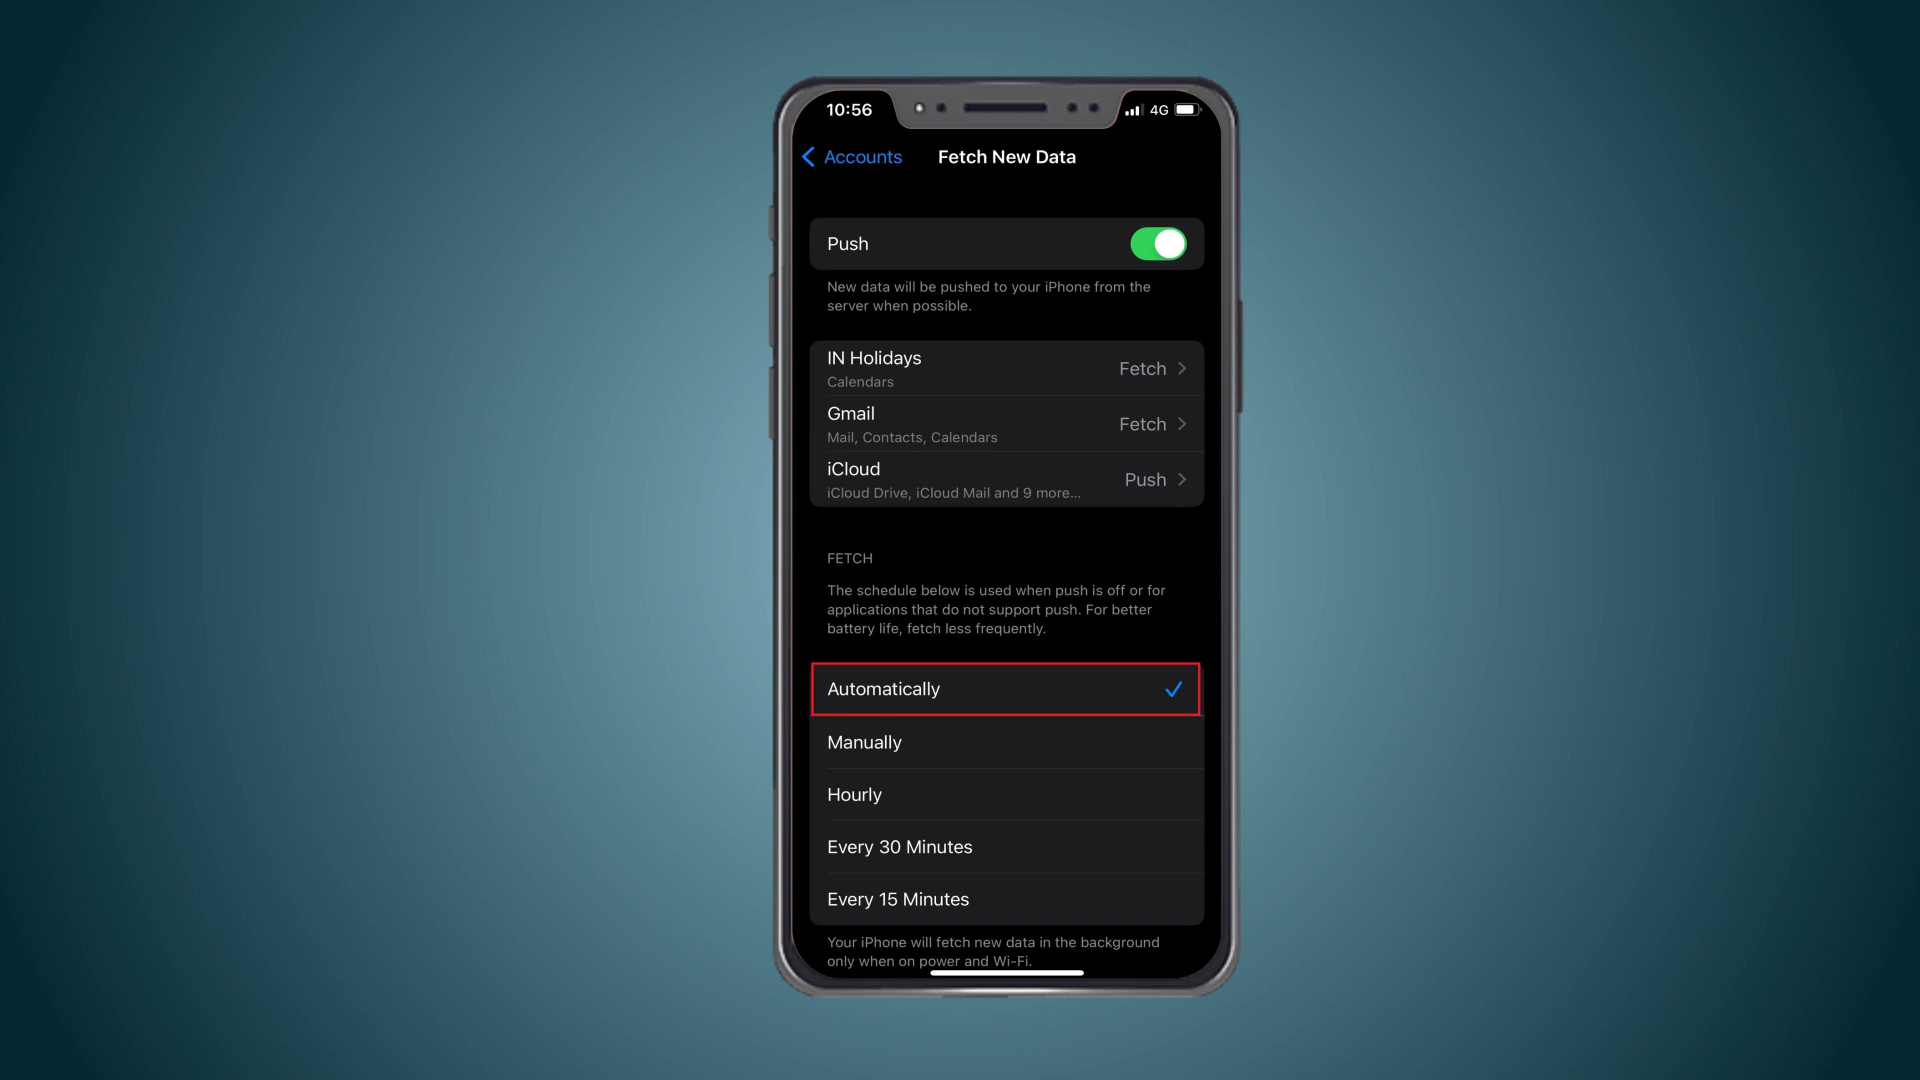 10:56
4G
Accounts
Fetch New Data
Push
New data will be pushed to your iPhone from the
server when possible.
IN Holidays
Calendars
Fetch
Gmail
Mail, Contacts, Calendars
Fetch
iCloud
iCloud Drive, iCloud Mail and 9 more...
Push
FETCH
The schedule below is used when push is off or for
applications that do not support push. For better
battery life, fetch less frequently.
Automatically
Manually
Hourly
Every 30 Minutes
Every 15 Minutes
Your iPhone will fetch new data in the background
only when on power and Wi-Fi.